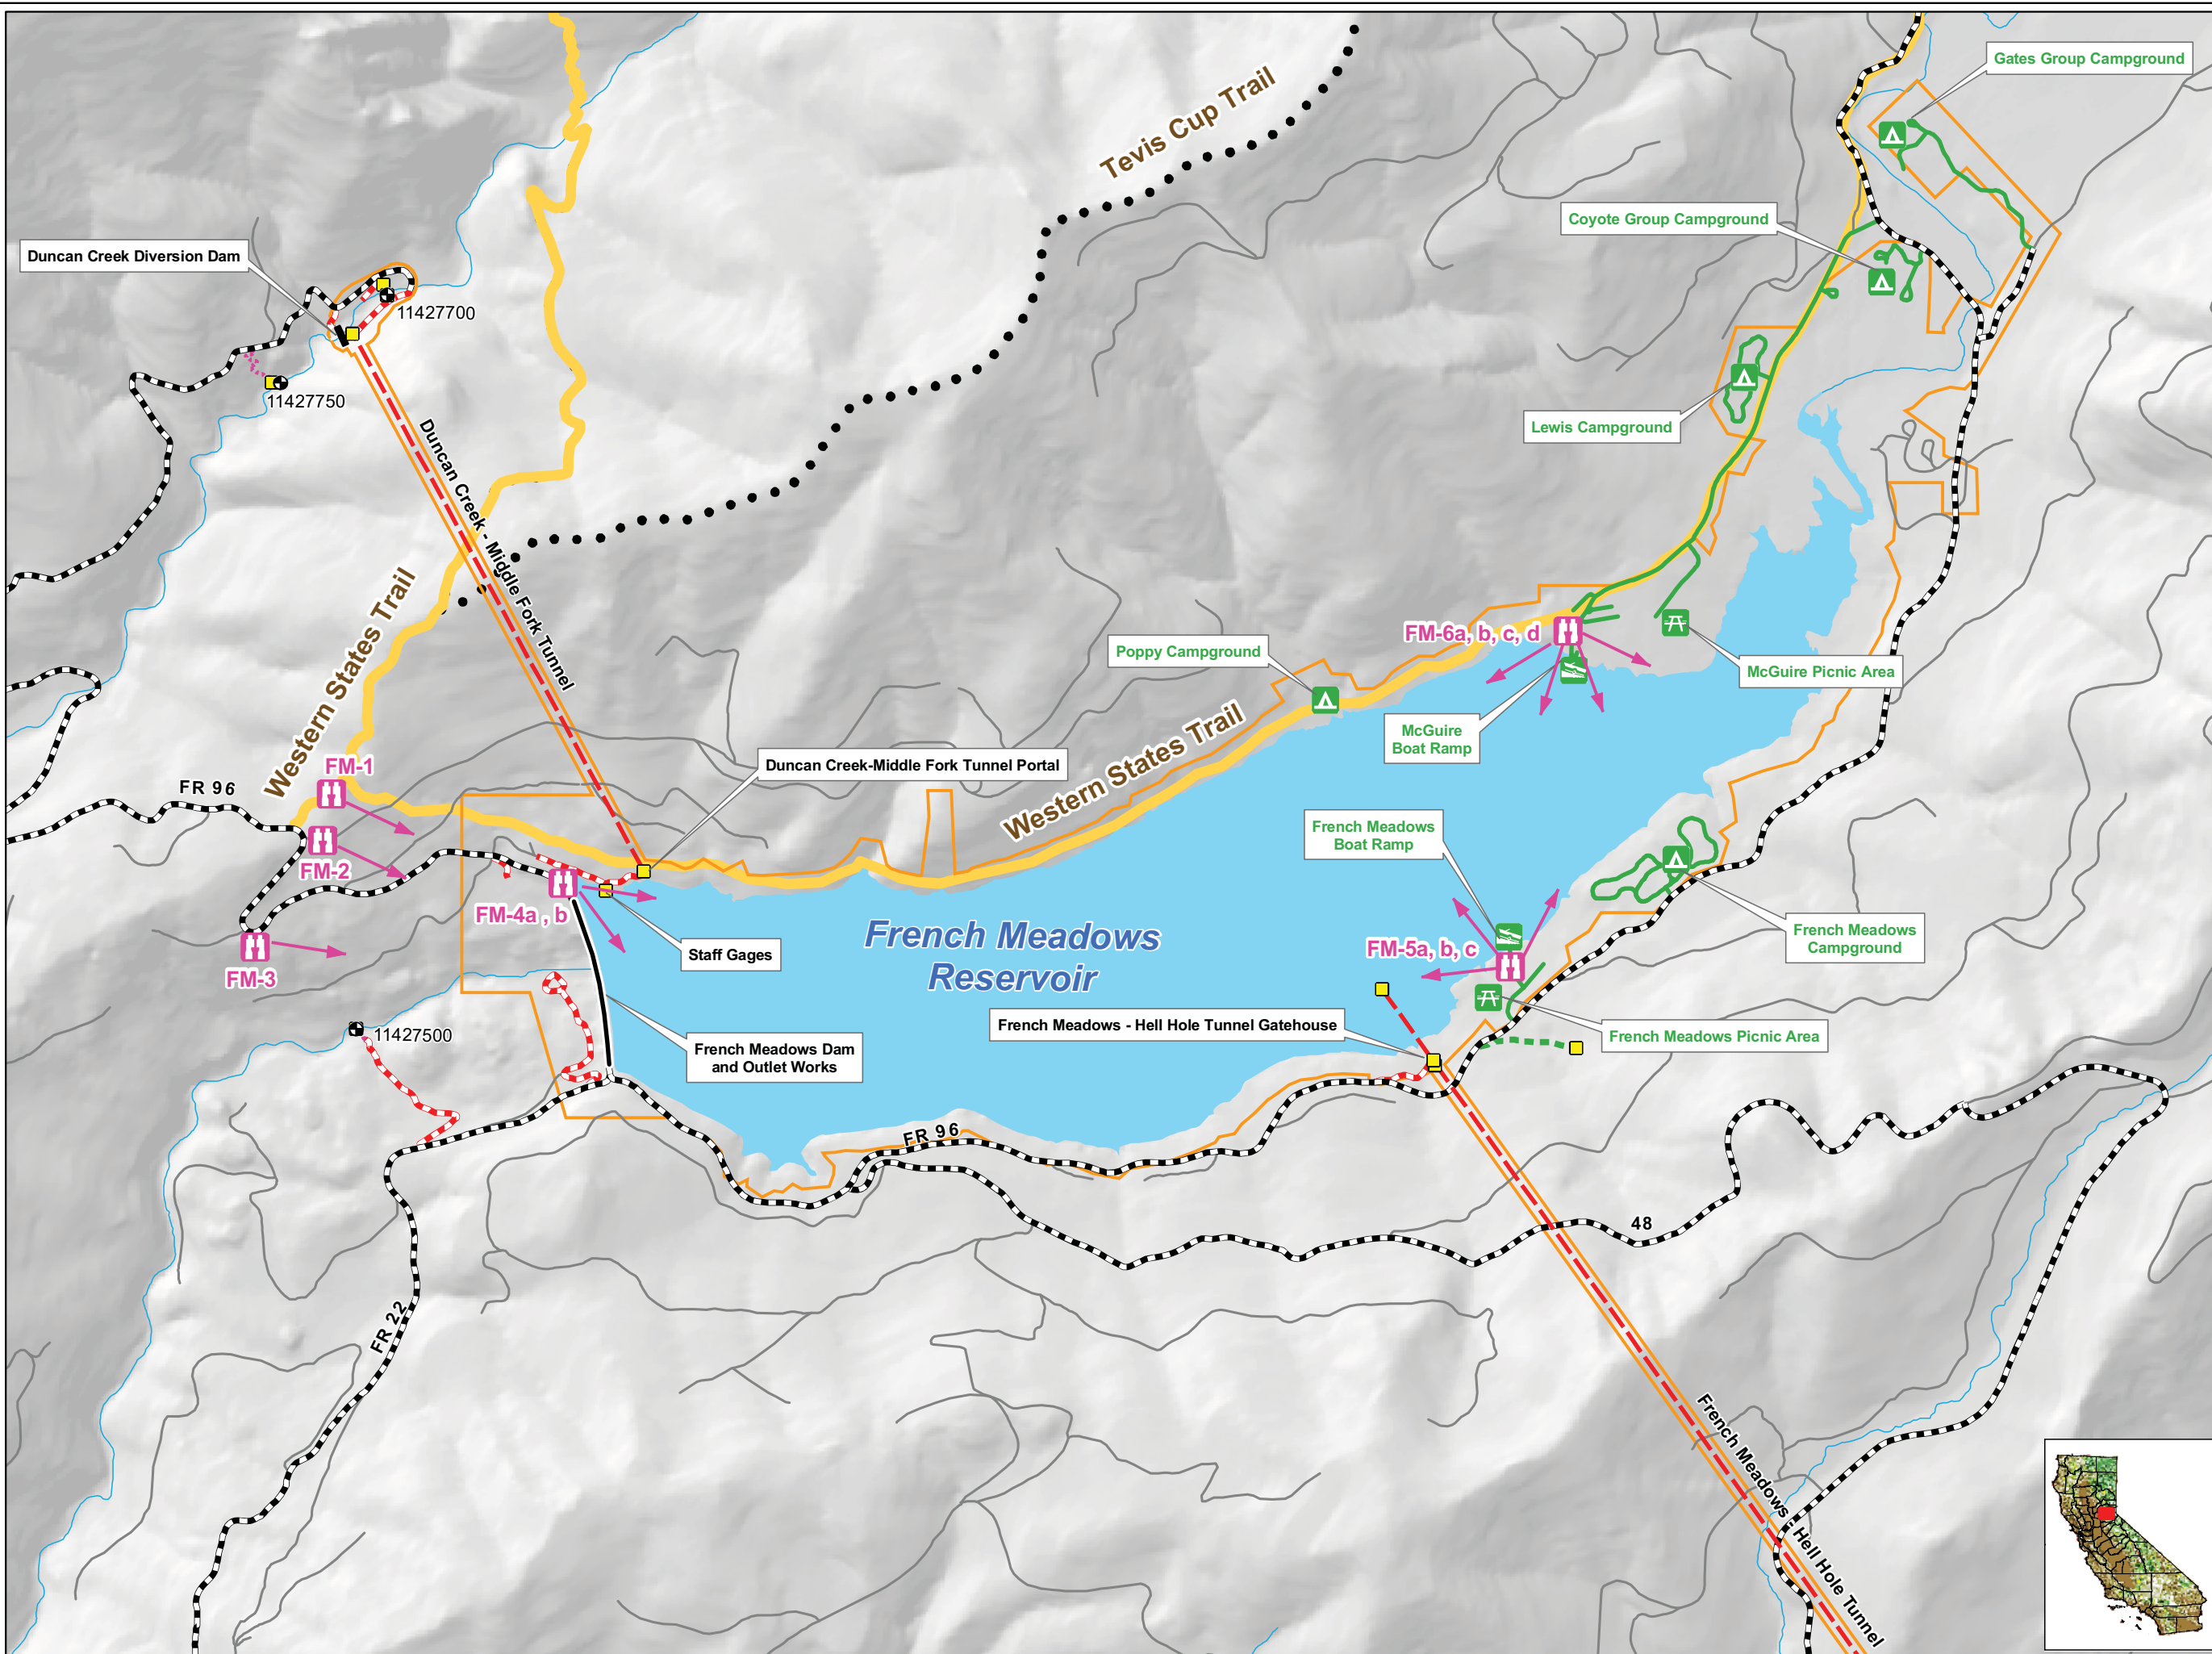 Gates Group Campground
Tevis Cup Trail
Coyote Group Campground
Duncan Creek Diversion Dam
11427700
11427750
Lewis Campground
Duncan Creek - Middle Fork Tunnel
Western States Trail
FM-6a, b, c, d
Poppy Campground
McGuire Picnic Area
McGuire
Boat Ramp
Western States Trail
Duncan Creek-Middle Fork Tunnel Portal
FM-1
FR 96
FM-2
French Meadows
Boat Ramp
FM-4a , b
French Meadows
Reservoir
Staff Gages
FM-5a, b, c
French Meadows
Campground
FM-3
French Meadows - Hell Hole Tunnel Gatehouse
11427500
French Meadows Picnic Area
French Meadows Dam
and Outlet Works
FR 96
48
FR 22
French Meadows - Hell Hole Tunnel